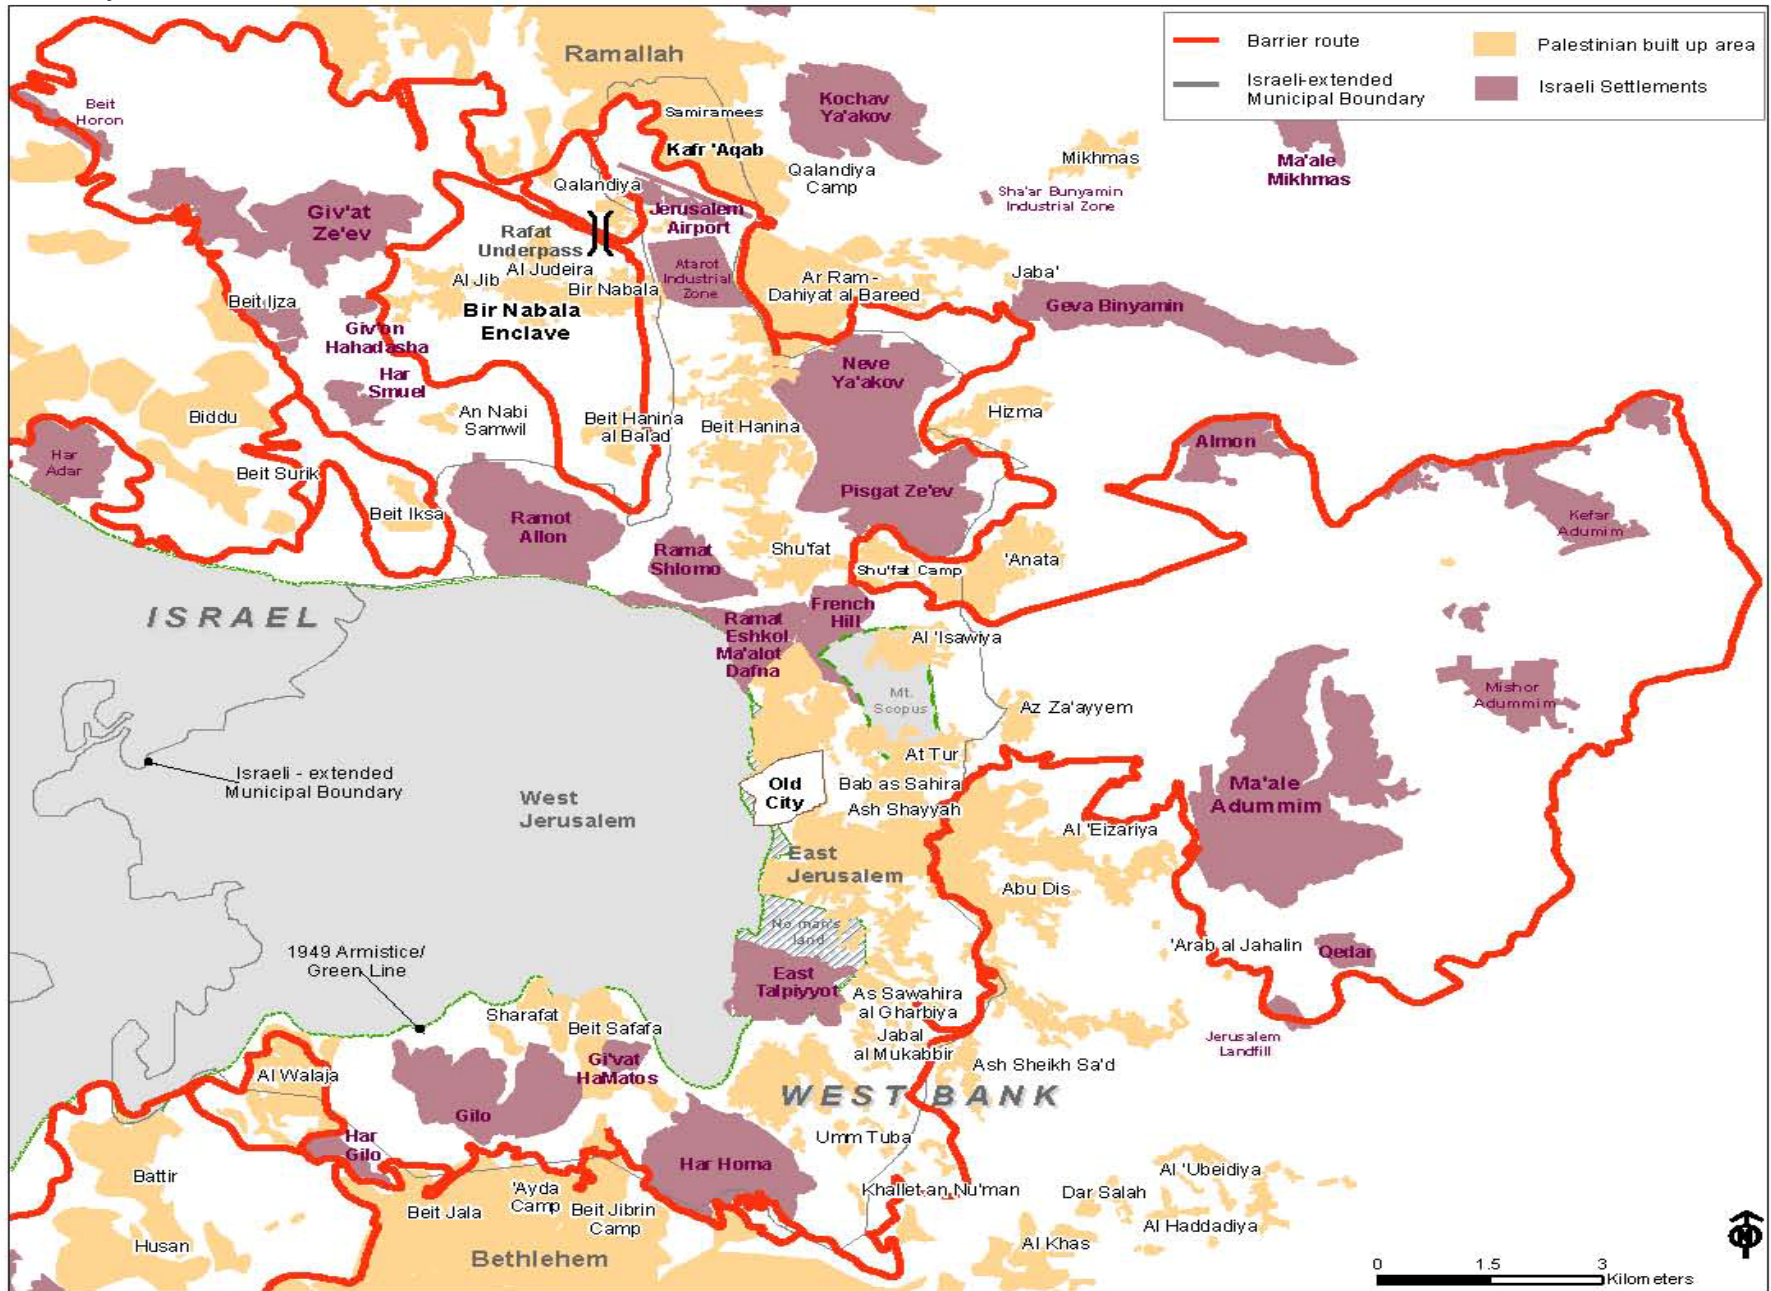 Barrier route
Israeli-extended
Municipal Boundary
Palestinian built up area
Israeli Settlements
Ramallah
Beit
Horon
Samiramees
Kochav
Ya'akov
Kafr 'Aqab
Mikhmas
Ma'ale
Mikhmas
Qalandiya
Qalandiya
Camp
Sha'ar Bunyamin
Industrial Zone
Giv'at
Ze'ev
Jerusalem
Airport
Rafat
Underpass
Al Judeira
Al Jib
Bir Nabala
Atarot
Industrial
Zone
Ar Ram -
Dahiyat al Bareed
Jaba'
Beit Ijza
Bir Nabala
Enclave
Geva Binyamin
Giv'on
Hahadasha
Har
Smuel
Neve
Ya'akov
Biddu
An Nabi
Samwil
Beit Hanina
al Balad
Beit Hanina
Hizma
Almon
Har
Adar
Beit Surik
Pisgat Ze'ev
Beit Iksa
Ramot
Allon
Kefar
Adumim
Ramat
Shlomo
Shu'fat
Shu'fat Camp
'Anata
ISRAEL
French
Hill
Ramat
Eshkol
Ma'alot
Dafna
Al 'Isawiya
Mt.
Scopus
Az Za'ayyem
Mishor
Adummim
At Tur
Israeli - extended
Municipal Boundary
West
Jerusalem
Old
City
Bab as Sahira
Ash Shayyah
Ma'ale
Adummim
Al 'Eizariya
East
Jerusalem
Abu Dis
No man's
land
1949 Armistice/
Green Line
'Arab al Jahalin
Qedar
East
Talpiyyot
As Sawahira
al Gharbiya
Sharafat
Beit Safafa
Jabal
al Mukabbir
Jerusalem
Landfill
Al Walaja
Gi'vat
HaMatos
Ash Sheikh Sa'd
WEST BANK
Gilo
Har
Gilo
Umm Tuba
Har Homa
Battir
Al 'Ubeidiya
'Ayda
Camp
Beit Jala
Beit Jibrin
Camp
Khallet an Nu'man
Dar Salah
Al Haddadiya
Husan
Bethlehem
Al Khas
0 1.5 3
Kilometers